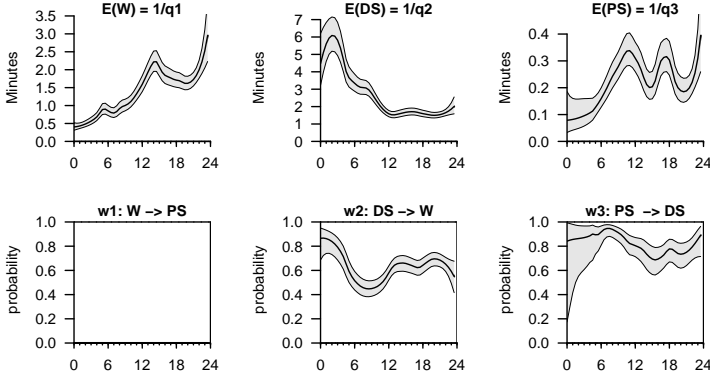 E(W) = 1/q1
E(DS) = 1/q2
E(PS) = 1/q3
Minutes
3.5
3.0
2.5
2.0
1.5
1.0
0.5
0.0
0 6 12 18 24
Minutes
7
6
5
4
3
2
1
0
0 6 12 18 24
Minutes
0.4
0.3
0.2
0.1
0
0 6 12 18 24
w1: W −> PS
w2: DS −> W
w3: PS −> DS
probability
1.0
0.8
0.6
0.4
0.2
0.0
0 6 12 18 24
probability
1.0
0.8
0.6
0.4
0.2
0.0
0 6 12 18 24
probability
1.0
0.8
0.6
0.4
0.2
0.0
0 6 12 18 24